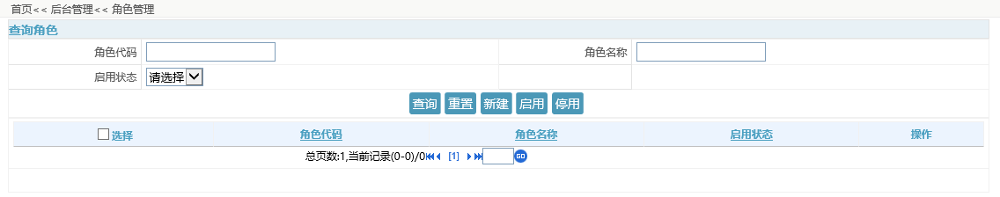 首页<< 后台管理<< 角色管理
查询角色
角色代码 角色名称
启用状态 请选择
查询 重置 新建 启用 停用
选择 角色代码 角色名称 启用状态 操作
总页数:1,当前记录(0-0)/0 [1] GO